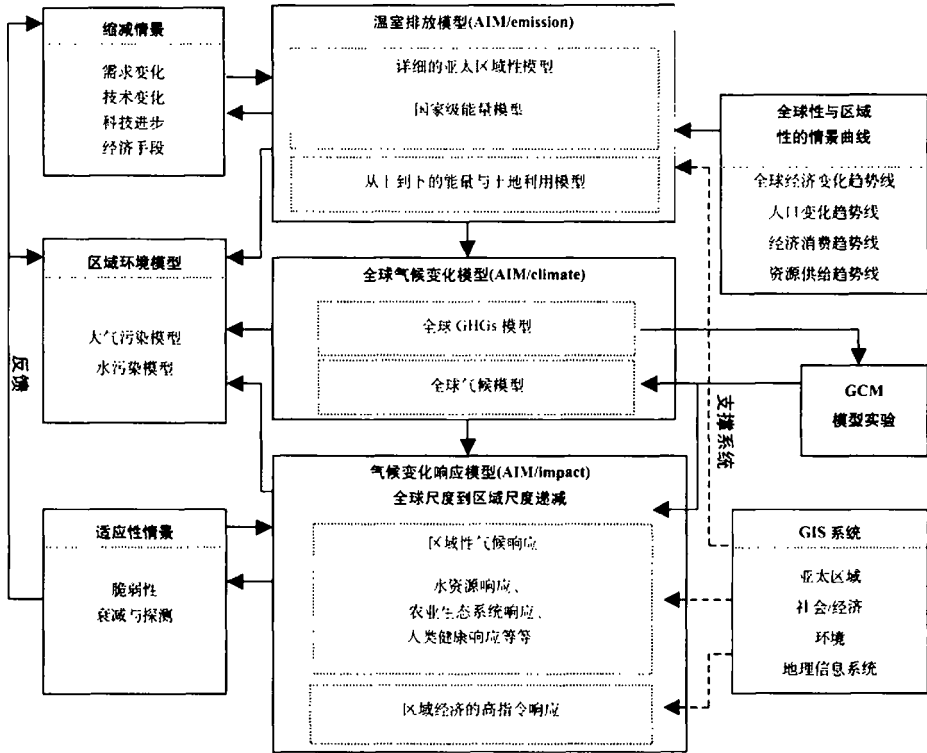 缩减情景
需求变化
技术变化
科技进步
经济手段
温室排放模型(AIM/emission)
详细的亚太区域性模型
国家级能量模型
从上到下的能量与土地利用模型
全球性与区域
性的情景曲线
全球经济变化趋势线
人口变化趋势线
经济消费趋势线
资源供给趋势线
区域环境模型
大气污染模型
水污染模型
全球气候变化模型(AIM/climate)
全球 GHGs 模型
全球气候模型
GCM
模型实验
反馈
支撑系统
气候变化响应模型(AIM/impact)
全球尺度到区域尺度递减
区域性气候响应
水资源响应、
农业生态系统响应、
人类健康响应等等
区域经济的高指令响应
适应性情景
脆弱性
衰减与探测
GIS 系统
亚太区域
社会/经济
环境
地理信息系统